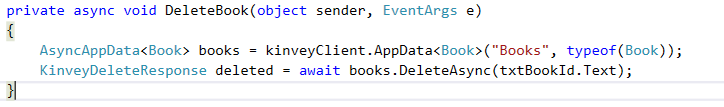 private async void DeleteBook(object sender, EventArgs e)
{
    AsyncAppData<Book> books = kinveyClient.AppData<Book>("Books", typeof(Book));
    KinveyDeleteResponse deleted = await books.DeleteAsync(txtBookId.Text);
}